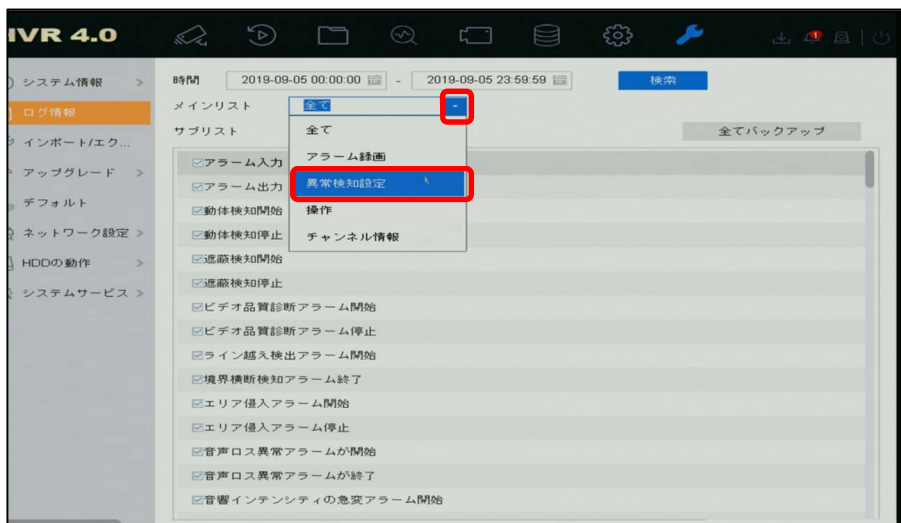 IVR 4.0
時間 2019-09-05 00:00:00 - 2019-09-05 23:59:59 検索
メインリスト 全て
サブリスト 全てバックアップ
システム情報
ログ情報
インポート/エク...
アップグレード
デフォルト
ネットワーク設定
HDDの動作
システムサービス
全て
アラーム録画
異常検知設定
操作
チャンネル情報
アラーム入力
アラーム出力
動体検知開始
動体検知停止
遮蔽検知開始
遮蔽検知停止
ビデオ品質診断アラーム開始
ビデオ品質診断アラーム停止
ライン越え検出アラーム開始
境界横断検知アラーム終了
エリア侵入アラーム開始
エリア侵入アラーム停止
音声ロス異常アラームが開始
音声ロス異常アラームが終了
音響インテンシティの急変アラーム開始